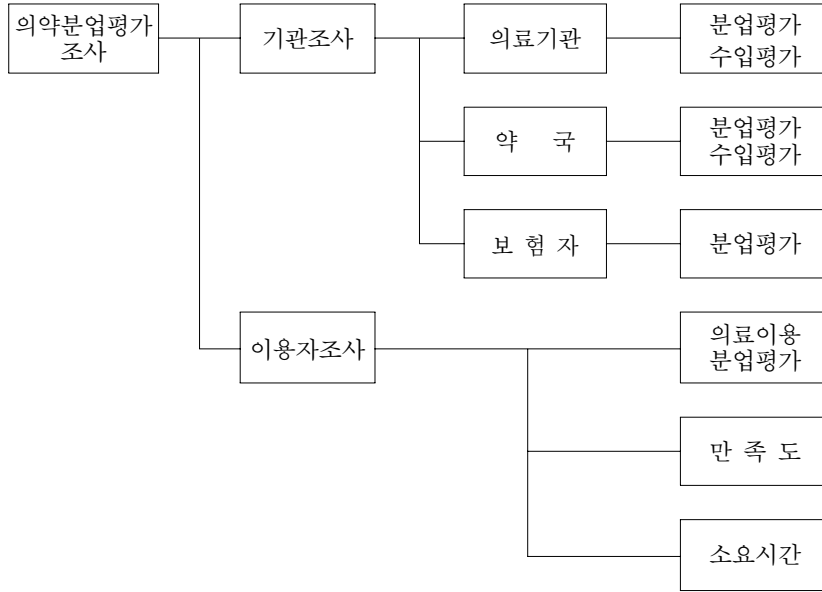 의약분업평가
조사
기관조사
의료기관
분업평가
수입평가
약 국
분업평가
수입평가
보 험 자
분업평가
이용자조사
의료이용
분업평가
만 족 도
소요시간